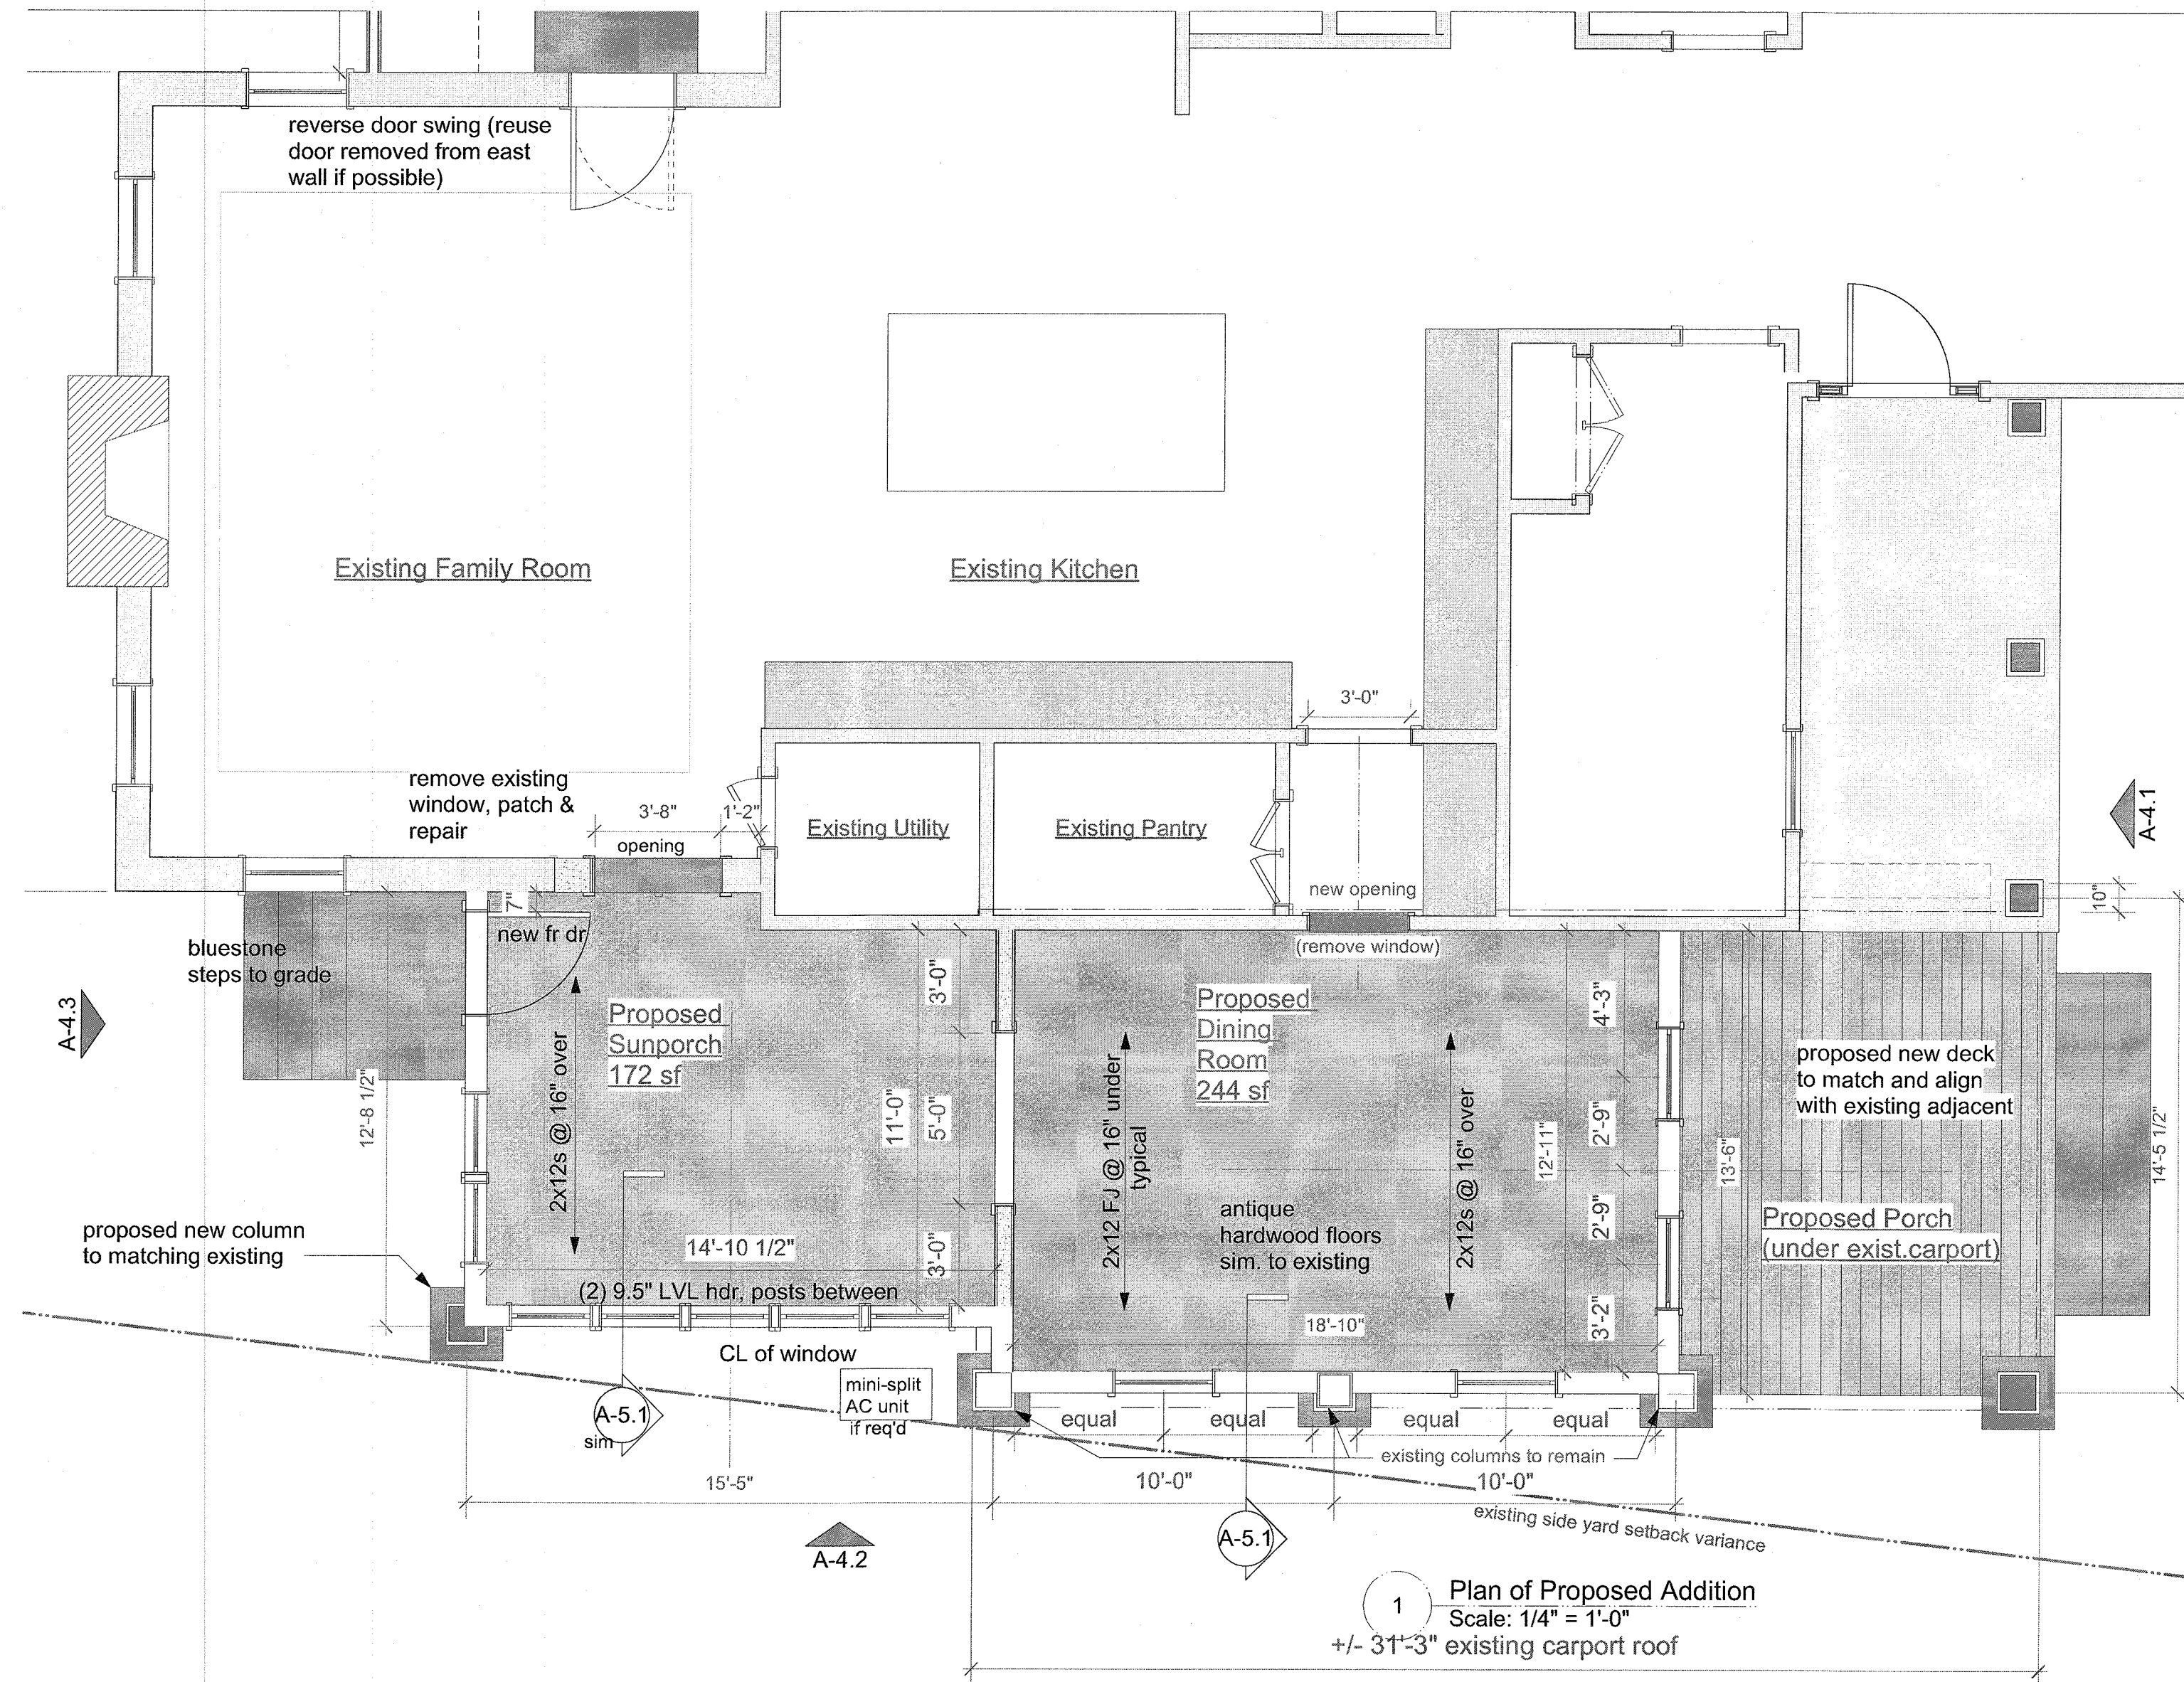 reverse door swing (reuse
door removed from east
wall if possible)
Existing Family Room
Existing Kitchen
3'-0"
remove existing
window, patch &
repair
3'-8"
1'-2"
opening
Existing Utility
Existing Pantry
new opening
(remove window)
A-4.1
10"
7"
new fr dr
bluestone
steps to grade
A-4.3
12'-8 1/2"
2x12s @ 16" over
Proposed
Sunporch
172 sf
3'-0"
11'-0"
5'-0"
3'-0"
14'-10 1/2"
(2) 9.5" LVL hdr, posts between
proposed new column
to matching existing
Proposed
Dining
Room
244 sf
2x12 FJ @ 16" under
typical
antique
hardwood floors
sim. to existing
2x12s @ 16" over
4'-3"
2'-9"
12'-11"
2'-9"
3'-2"
18'-10"
13'-6"
proposed new deck
to match and align
with existing adjacent
14'-5 1/2"
Proposed Porch
(under exist.carport)
CL of window
mini-split
AC unit
if req'd
A-5.1
sim
equal
equal
equal
equal
existing columns to remain
15'-5"
10'-0"
10'-0"
existing side yard setback variance
A-4.2
A-5.1
1
Plan of Proposed Addition
Scale: 1/4" = 1'-0"
+/- 31'-3" existing carport roof